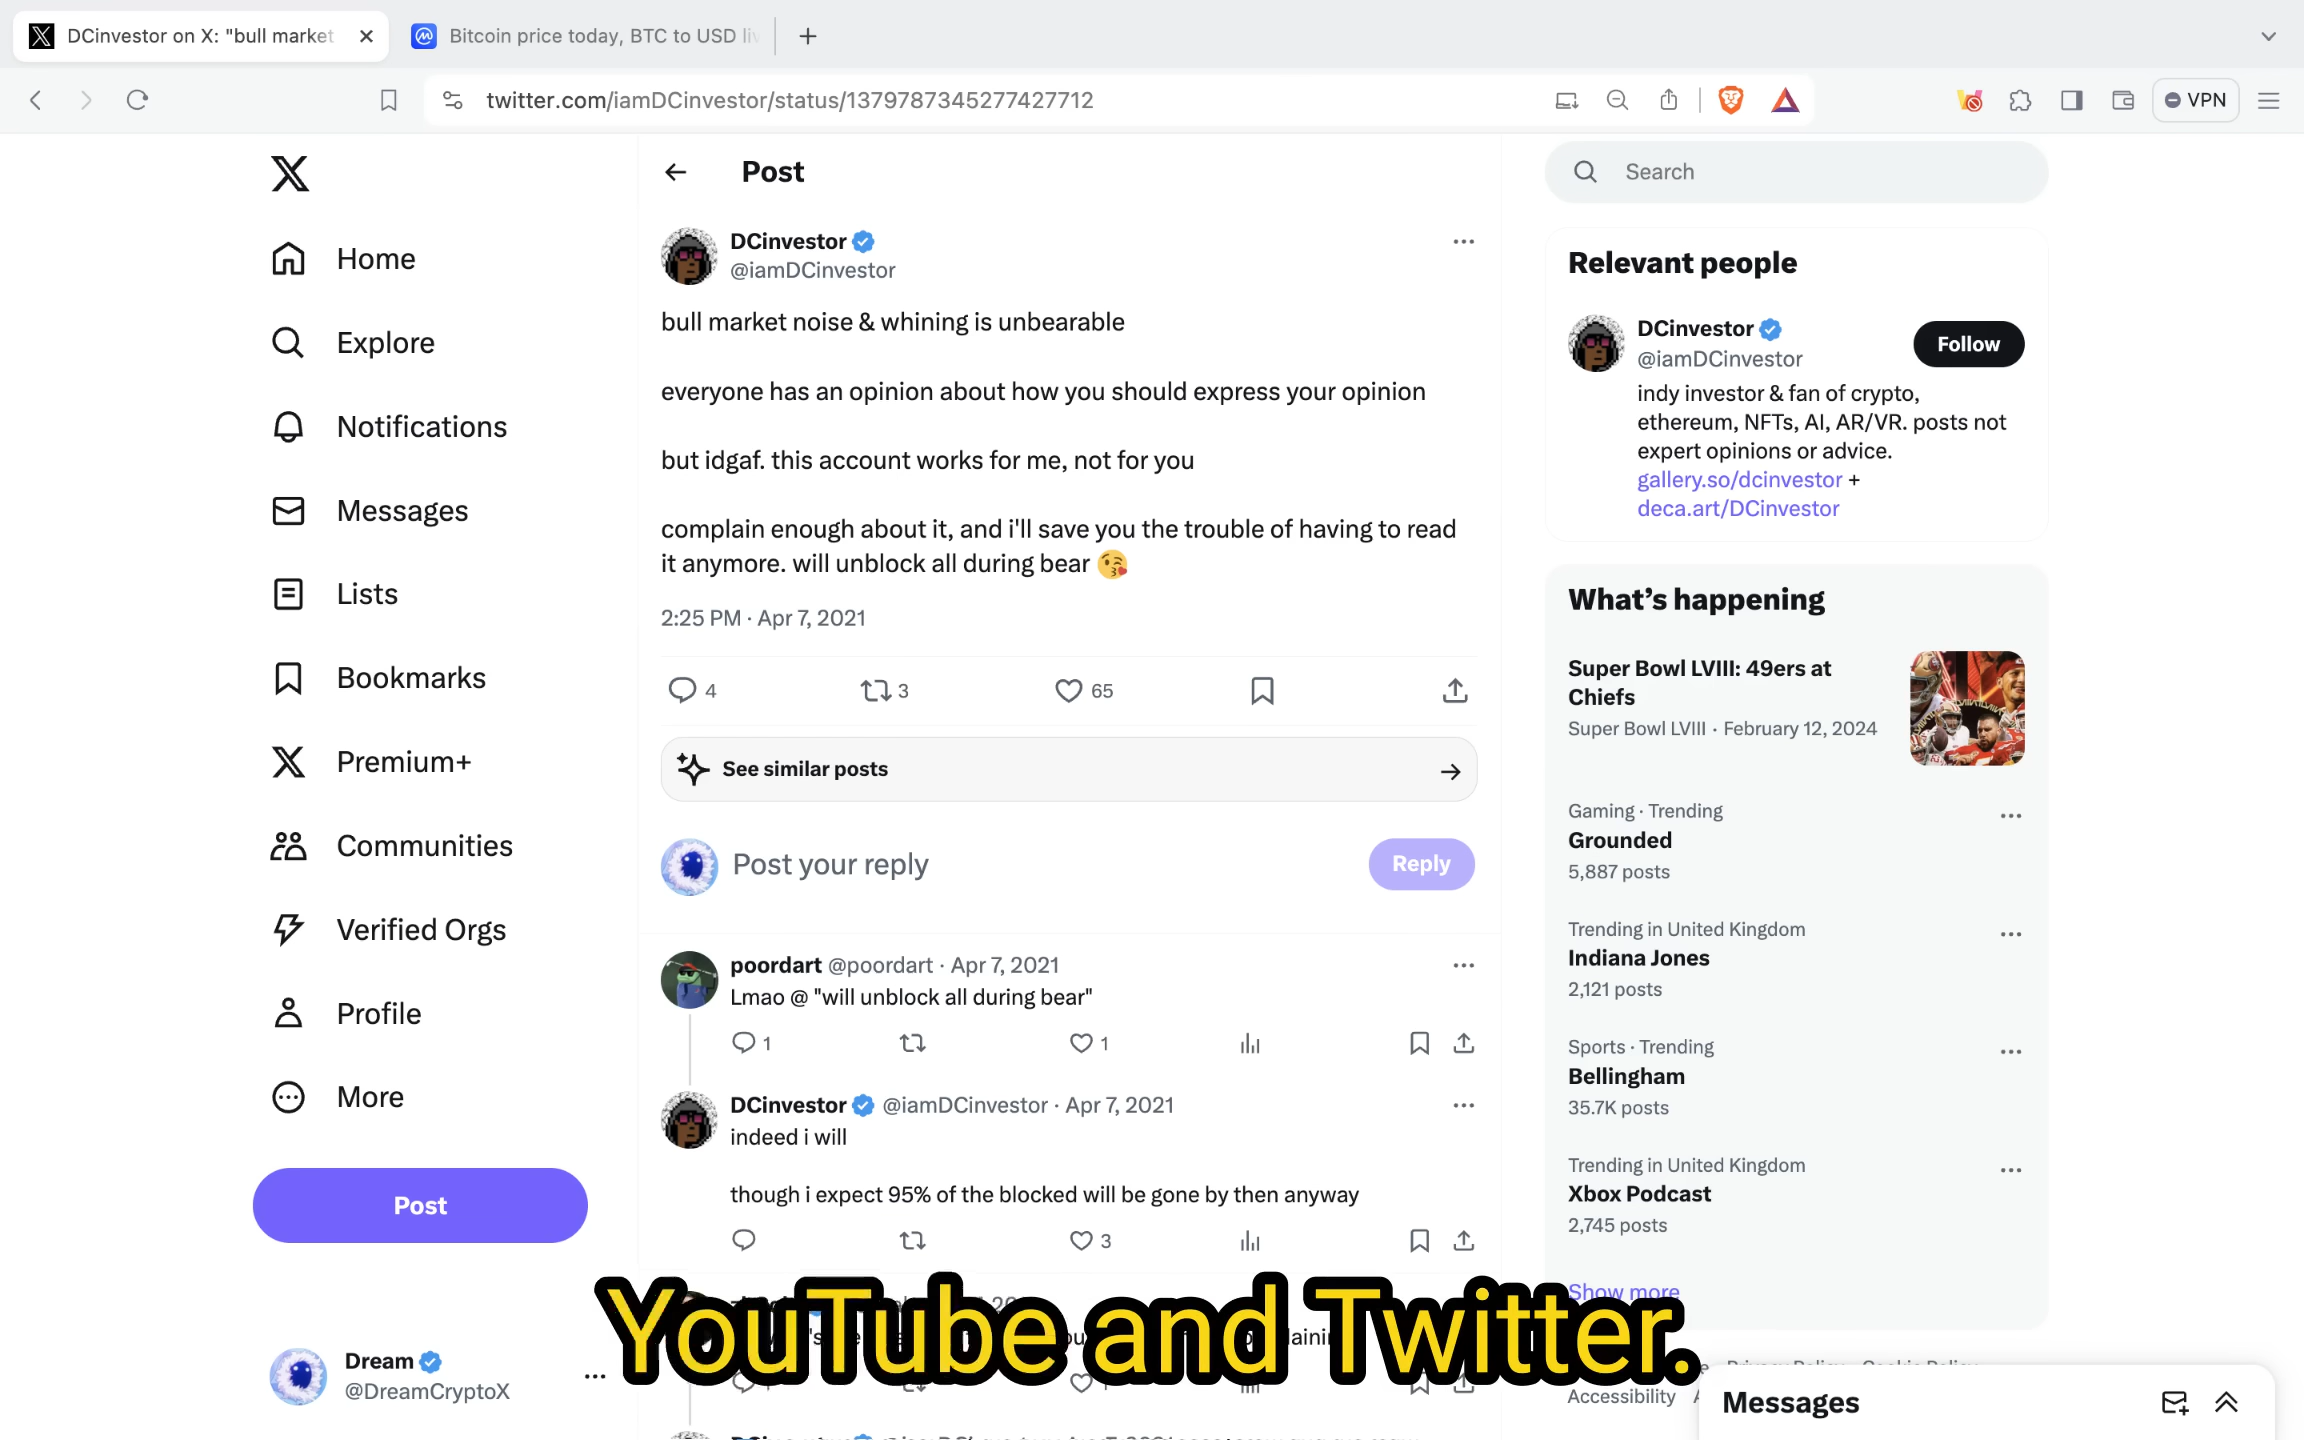 DCinvestor on X: "bull market
Bitcoin price today, BTC to USD li
twitter.com/iamDCinvestor/status/1379787345277427712
VPN
Home
Explore
Notifications
Messages
Lists
Bookmarks
Premium+
Communities
Verified Orgs
Profile
More
Post
Dream
@DreamCryptoX
Post
DCinvestor
@iamDCinvestor
bull market noise & whining is unbearable
everyone has an opinion about how you should express your opinion
but idgaf. this account works for me, not for you
complain enough about it, and i'll save you the trouble of having to read
it anymore. will unblock all during bear 😘
2:25 PM · Apr 7, 2021
4 3 65
See similar posts
Post your reply
Reply
poordart @poordart · Apr 7, 2021
Lmao @ "will unblock all during bear"
1 1
DCinvestor @iamDCinvestor · Apr 7, 2021
indeed i will
though i expect 95% of the blocked will be gone by then anyway
3
YouTube and Twitter.
Search
Relevant people
DCinvestor
@iamDCinvestor
Follow
indy investor & fan of crypto,
ethereum, NFTs, AI, AR/VR. posts not
expert opinions or advice.
gallery.so/dcinvestor +
deca.art/DCinvestor
What's happening
Super Bowl LVIII: 49ers at
Chiefs
Super Bowl LVIII · February 12, 2024
Gaming · Trending
Grounded
5,887 posts
Trending in United Kingdom
Indiana Jones
2,121 posts
Sports · Trending
Bellingham
35.7K posts
Trending in United Kingdom
Xbox Podcast
2,745 posts
Show more
Accessibility
Messages